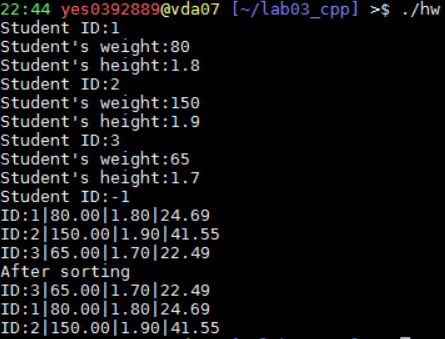 22:44 yes0392889@vda07 [~/lab03_cpp] >$ ./hw
Student ID:1
Student's weight:80
Student's height:1.8
Student ID:2
Student's weight:150
Student's height:1.9
Student ID:3
Student's weight:65
Student's height:1.7
Student ID:-1
ID:1|80.00|1.80|24.69
ID:2|150.00|1.90|41.55
ID:3|65.00|1.70|22.49
After sorting
ID:3|65.00|1.70|22.49
ID:1|80.00|1.80|24.69
ID:2|150.00|1.90|41.55